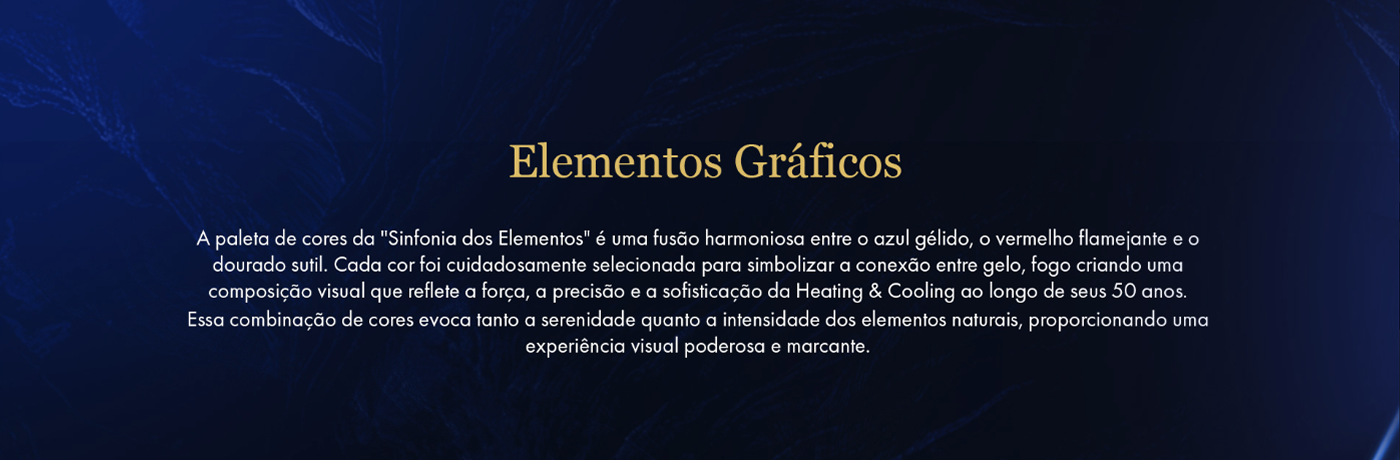 Elementos Gráficos
A paleta de cores da "Sinfonia dos Elementos" é uma fusão harmoniosa entre o azul gélido, o vermelho flamejante e o
dourado sutil. Cada cor foi cuidadosamente selecionada para simbolizar a conexão entre gelo, fogo criando uma
composição visual que reflete a força, a precisão e a sofisticação da Heating & Cooling ao longo de seus 50 anos.
Essa combinação de cores evoca tanto a serenidade quanto a intensidade dos elementos naturais, proporcionando uma
experiência visual poderosa e marcante.